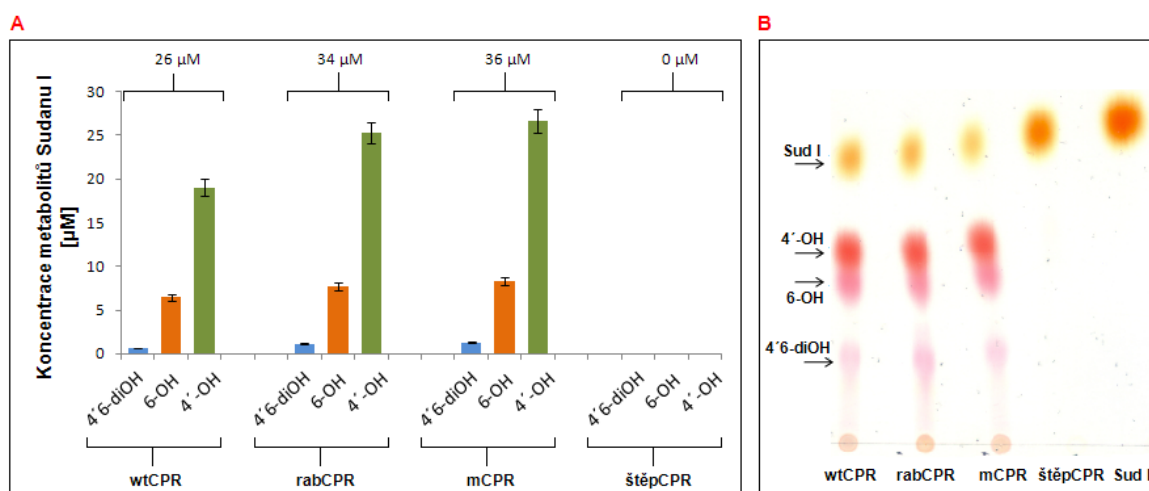 A
26 µM 34 µM 36 µM 0 µM
Koncentrace metabolitů Sudanu I
[µM]
30
25
20
15
10
5
0
4´6-diOH 6-OH 4´-OH 4´6-diOH 6-OH 4´-OH 4´6-diOH 6-OH 4´-OH 4´6-diOH 6-OH 4´-OH
wtCPR rabCPR mCPR štěpCPR
B
Sud I
4´-OH
6-OH
4´6-diOH
wtCPR rabCPR mCPR štěpCPR Sud I